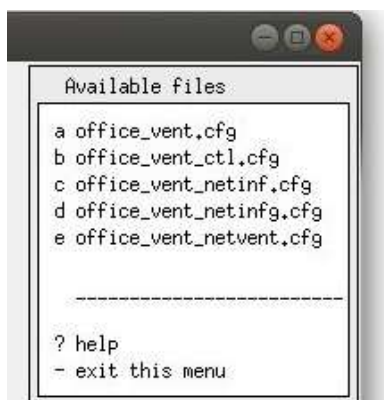 Available files
a office_vent.cfg
b office_vent_ctl.cfg
c office_vent_netinf.cfg
d office_vent_netinfg.cfg
e office_vent_netvent.cfg
-------------------------
? help
- exit this menu